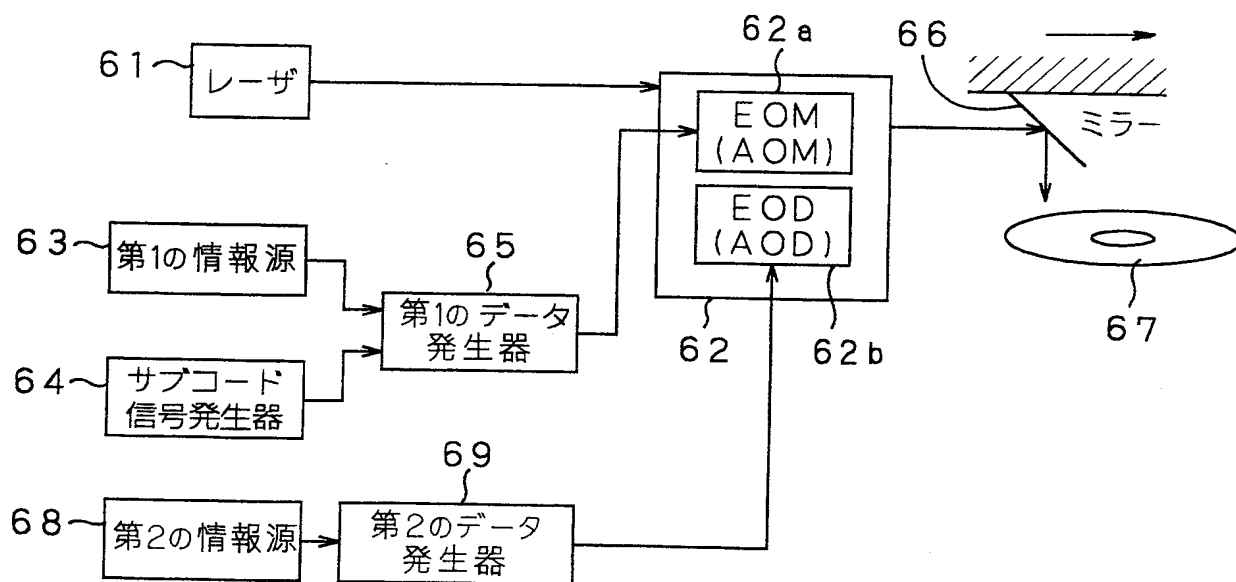 61
レーザ
62a
EOM
(AOM)
EOD
(AOD)
62
62b
66
ミラー
67
63
第1の情報源
64
サブコード
信号発生器
65
第1のデータ
発生器
68
第2の情報源
69
第2のデータ
発生器